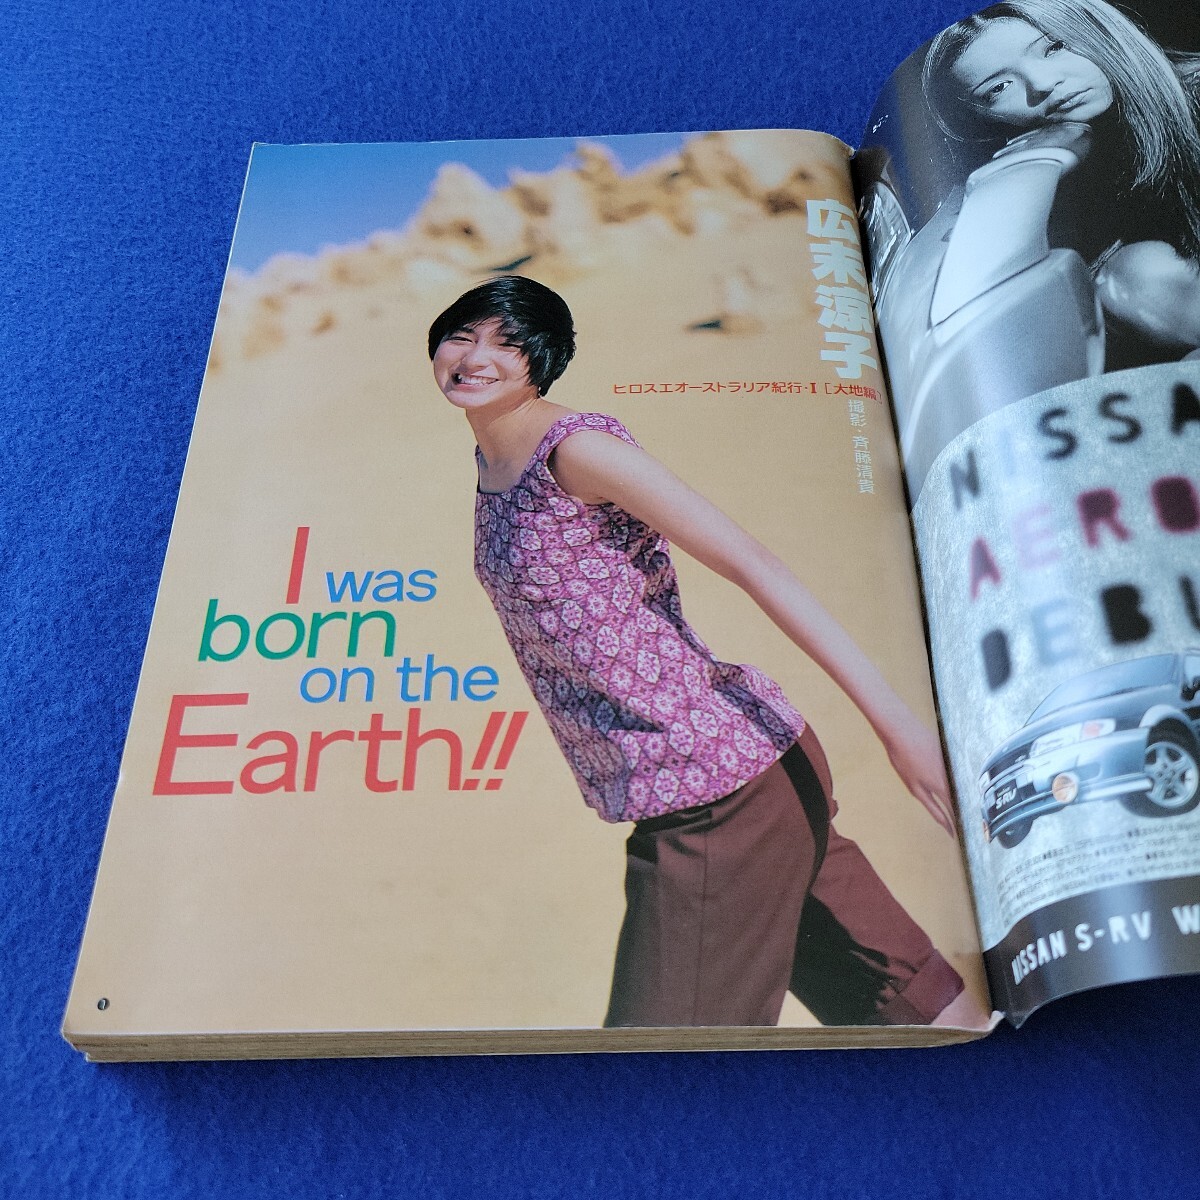 広末涼子
ヒロスエオーストラリア紀行・I [大地編]
撮影・斉藤清貴
I was
born
on the
Earth!!
NISSA
AERO
DEBU
S-RV
NISSAN S-RV W